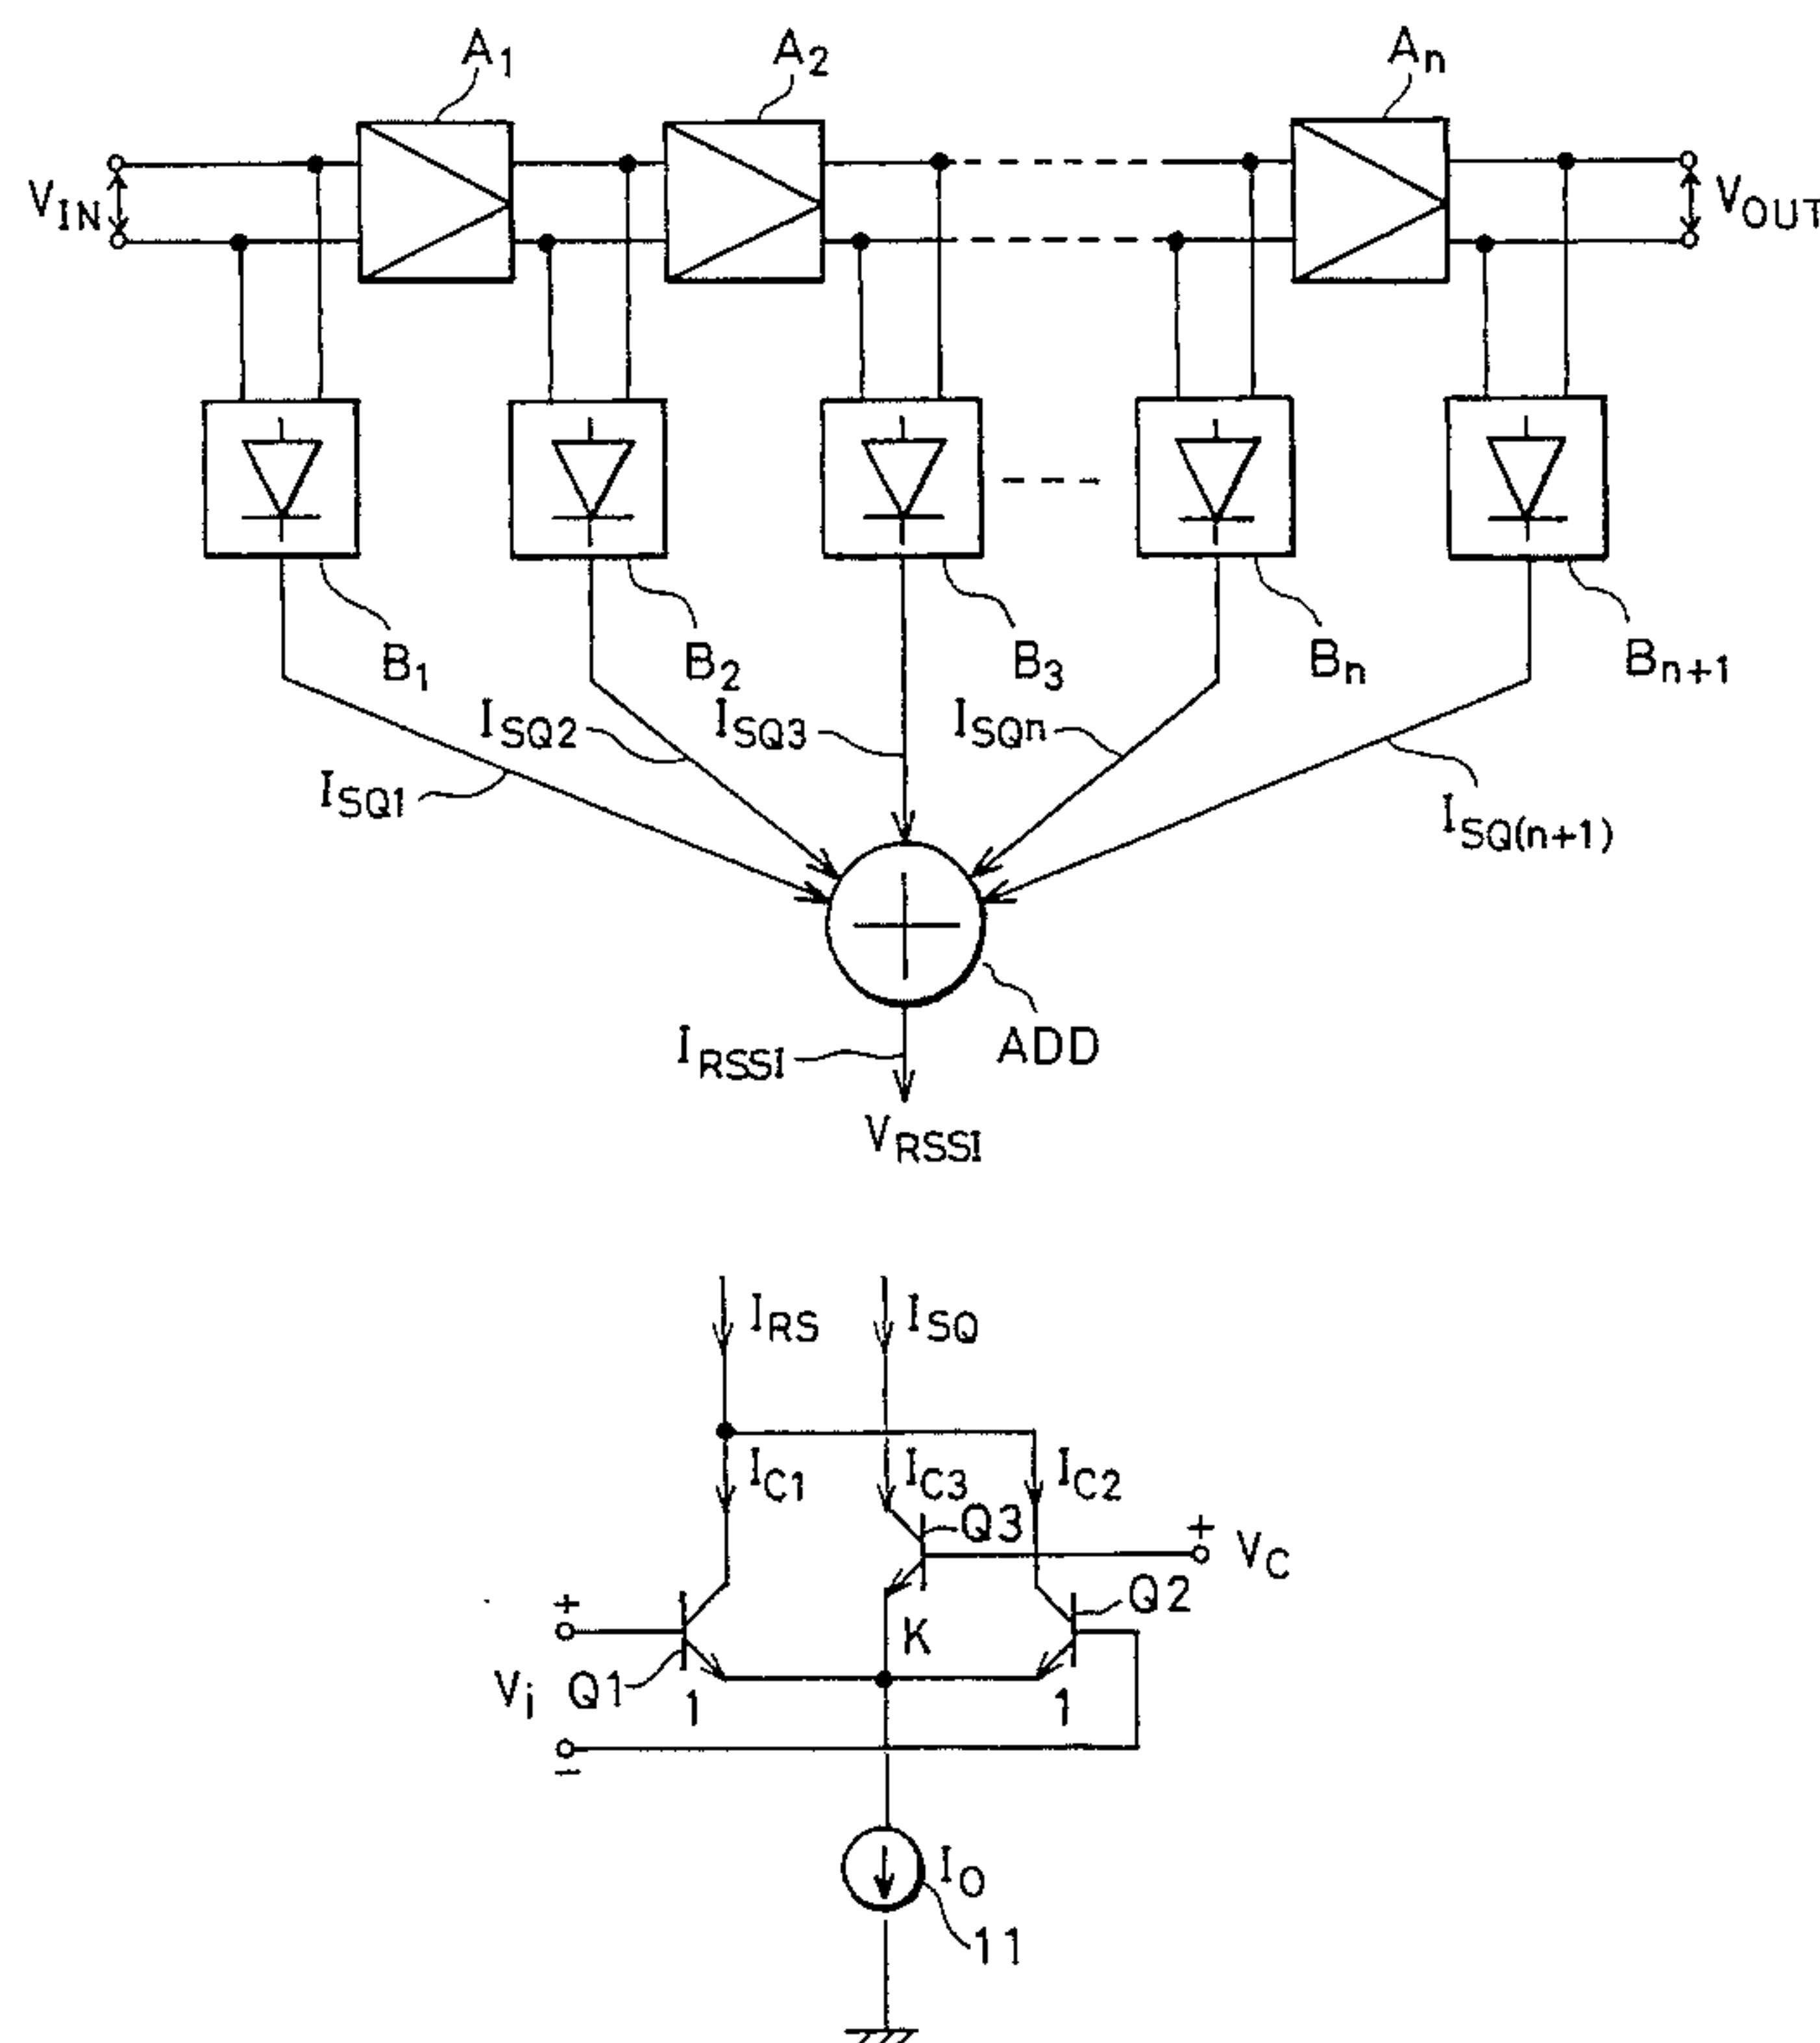 A1 A2 An
VIN VOUT
B1 B2 B3 Bn Bn+1
ISQ2 ISQ3 ISQn
ISQ1 ISQ(n+1)
IRSSI ADD
VRSSI
IRS ISQ
IC1 IC3 IC2
Q3
+ VC
+ Q2
K
Vi Q1 1 1
−
IO
11